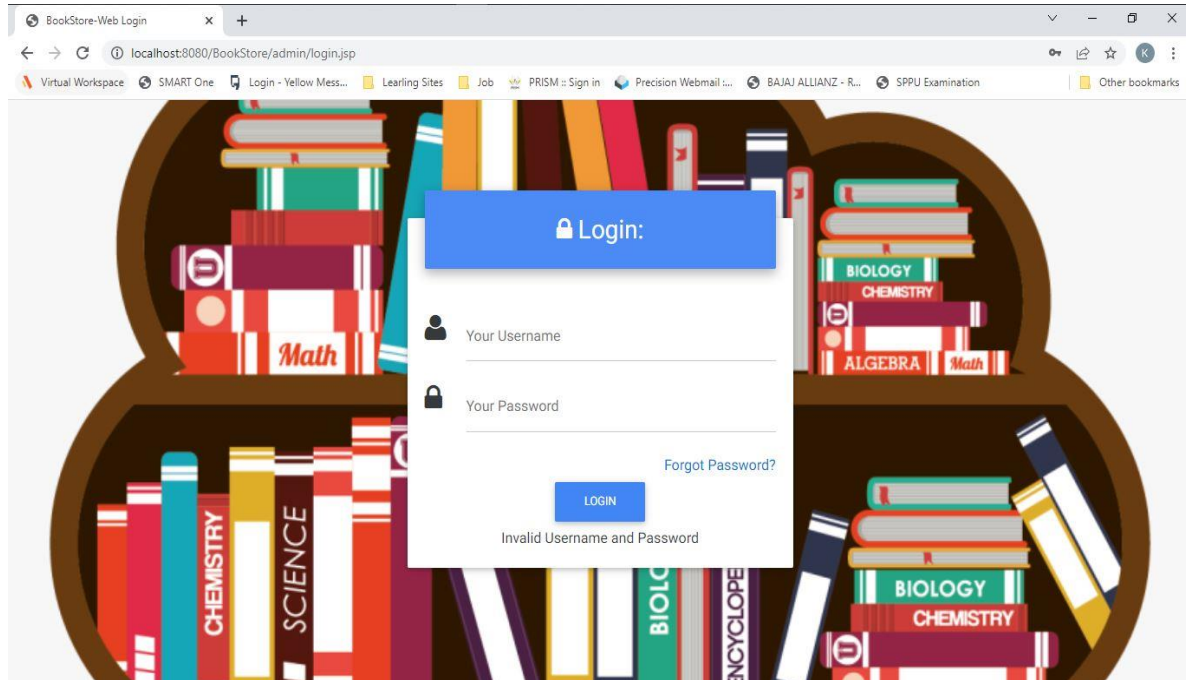 BookStore-Web Login
localhost:8080/BookStore/admin/login.jsp
K
Virtual Workspace SMART One Login - Yellow Mess... Learling Sites Job PRISM :: Sign in Precision Webmail :... BAJAJ ALLIANZ - R... SPPU Examination Other bookmarks
Login:
Your Username
Your Password
Forgot Password?
LOGIN
Invalid Username and Password
Math
BIOLOGY
CHEMISTRY
ALGEBRA Math
CHEMISTRY
SCIENCE
BIOLO
NCYCLOPE
BIOLOGY
CHEMISTRY